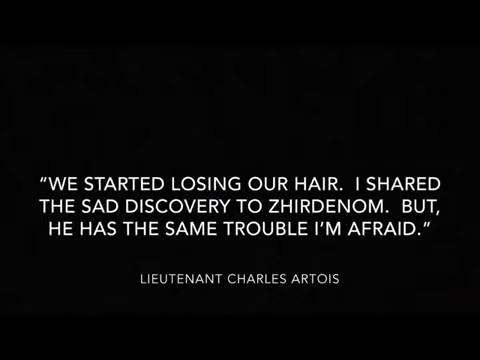 “WE STARTED LOSING OUR HAIR.  I SHARED
THE SAD DISCOVERY TO ZHIRDENOM.  BUT,
HE HAS THE SAME TROUBLE I’M AFRAID.”
LIEUTENANT CHARLES ARTOIS